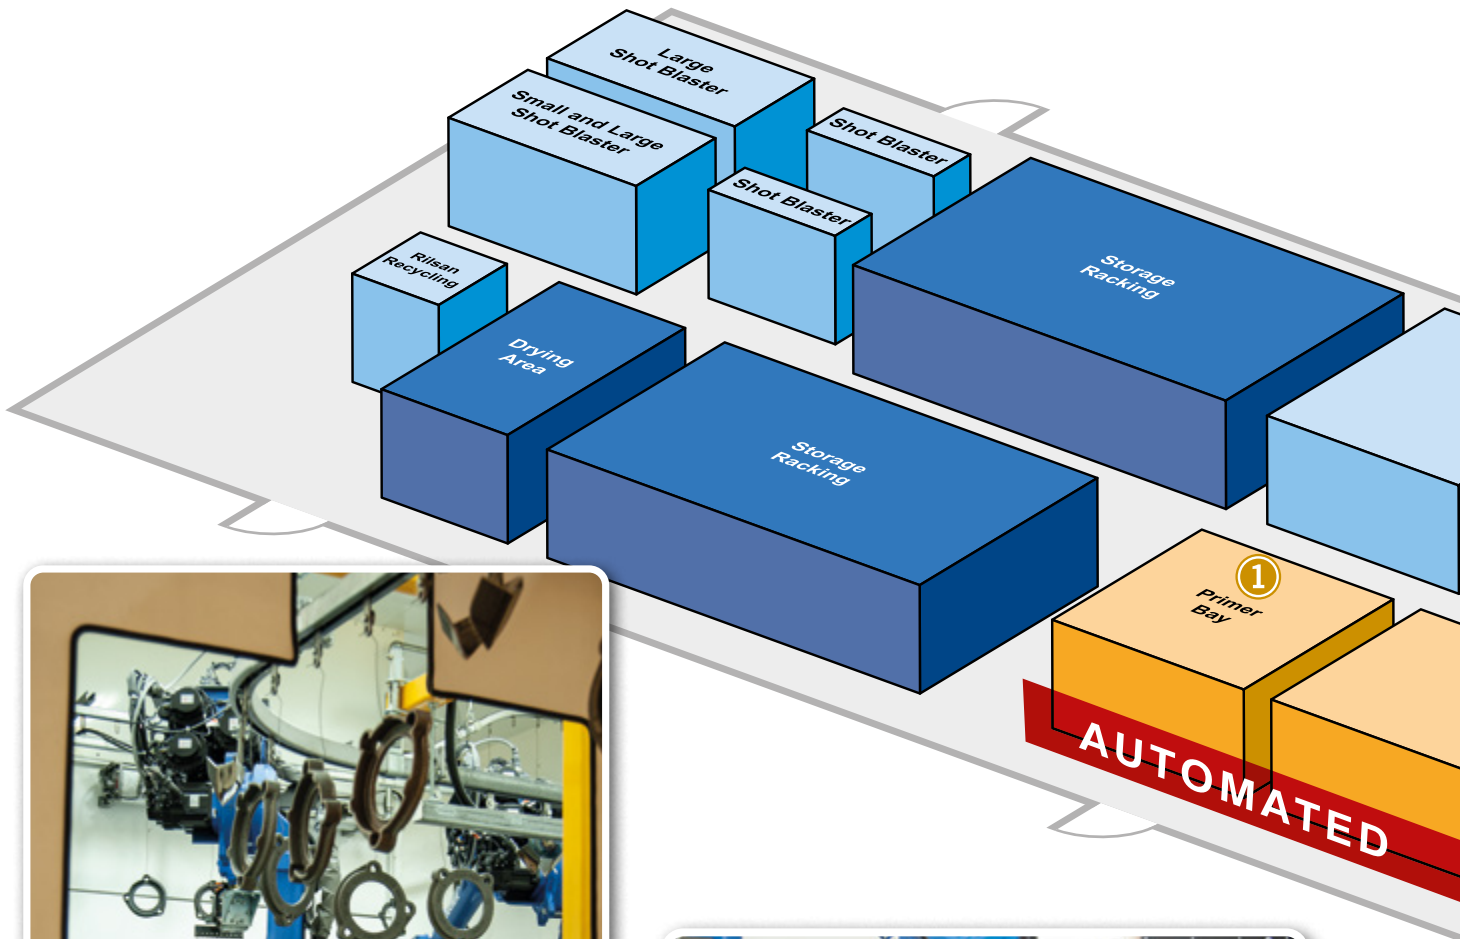 Large
Shot Blaster
Small and Large
Shot Blaster
Shot Blaster
Shot Blaster
Rilsan
Recycling
Storage
Racking
Drying
Area
Storage
Racking
1
Primer
Bay
AUTOMATED